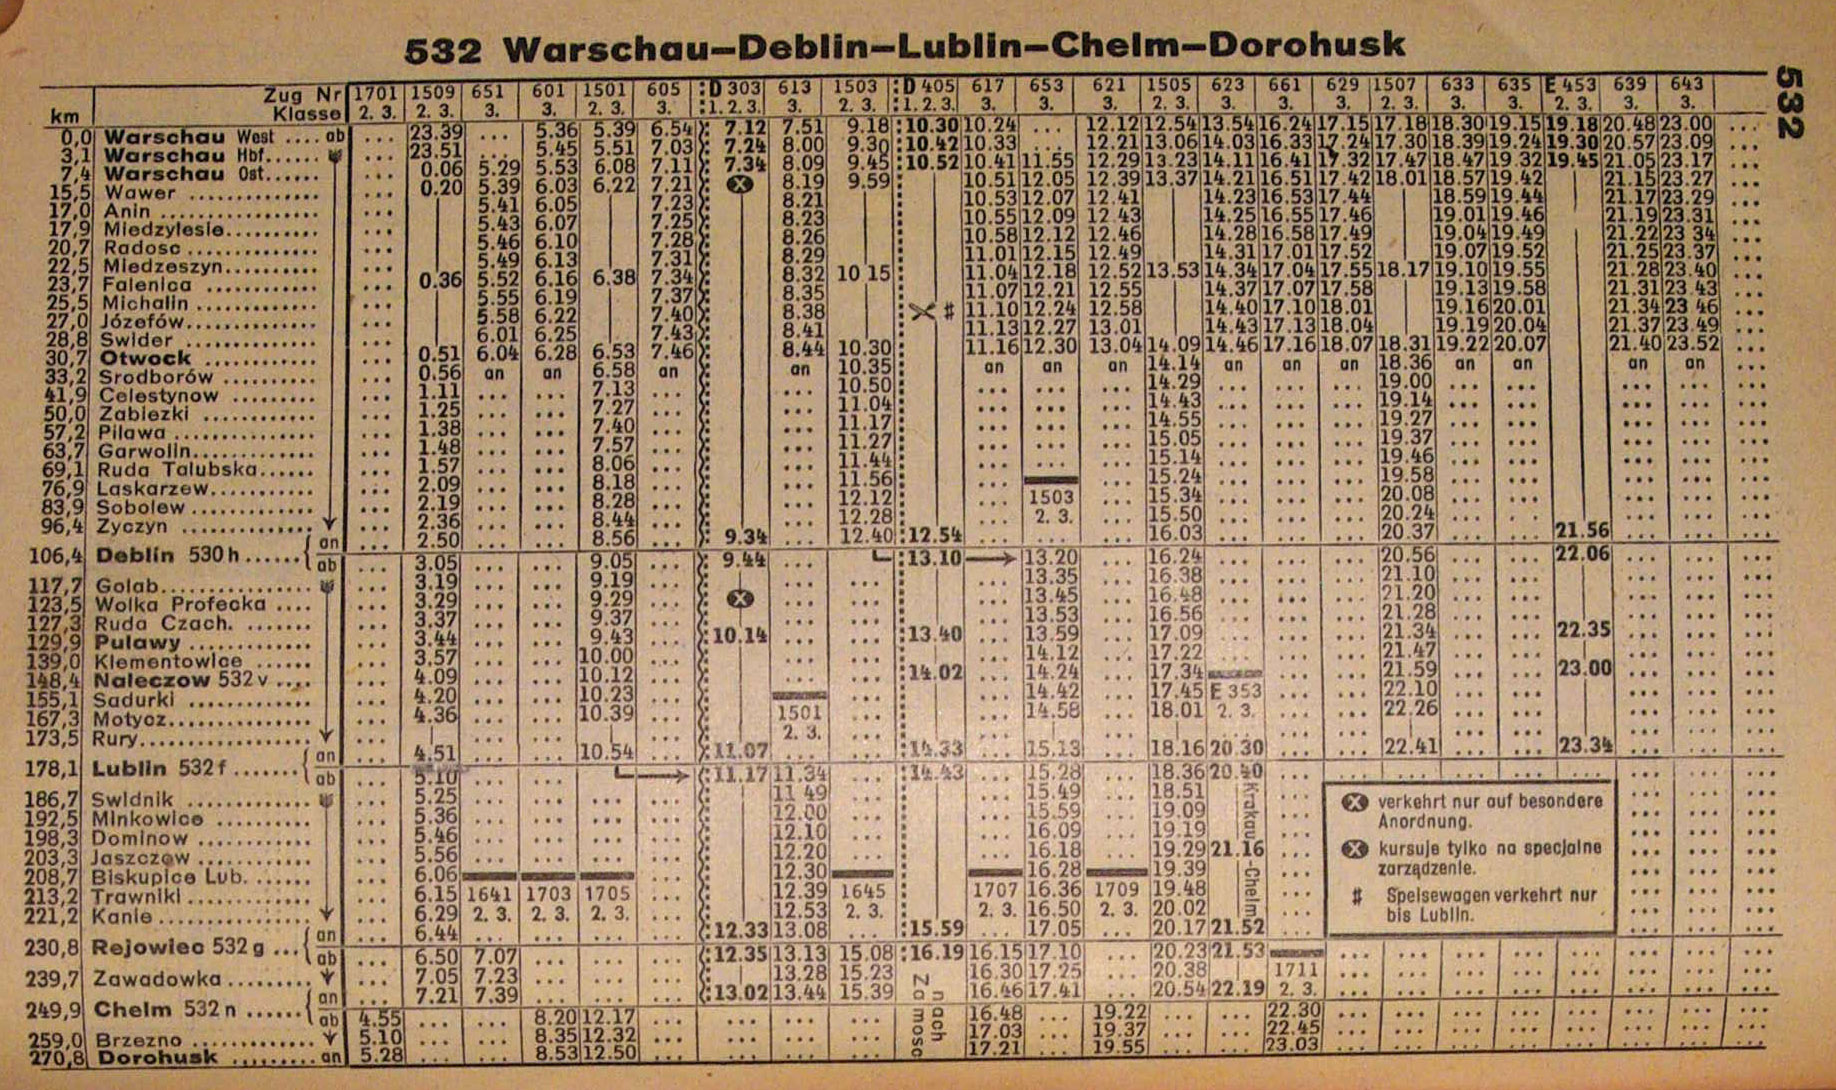 532 Warschau–Deblin–Lublin–Chelm–Dorohusk
532
Zug Nr 1701 1509 651 601 1501 605 D 303 613 1503 D 405 617 653 621 1505 623 661 629 1507 633 635 E 453 639 643
km Klasse 2. 3. 2. 3. 3. 3. 2. 3. 3. 1. 2. 3. 3. 2. 3. 1. 2. 3. 3. 3. 3. 2. 3. 3. 3. 3. 2. 3. 3. 3. 2. 3. 3. 3.
0,0 Warschau West .... ab ... 23.39 ... 5.36 5.39 6.54 7.12 7.51 9.18 10.30 10.24 ... 12.12 12.54 13.54 16.24 17.15 17.18 18.30 19.15 19.18 20.48 23.00 ...
3,1 Warschau Hbf...... ... 23.51 ... 5.45 5.51 7.03 7.24 8.00 9.30 10.42 10.33 ... 12.21 13.06 14.03 16.33 17.24 17.30 18.39 19.24 19.30 20.57 23.09 ...
7,4 Warschau Ost...... ... 0.06 5.29 5.53 6.08 7.11 7.34 8.09 9.45 10.52 10.41 11.55 12.29 13.23 14.11 16.41 17.32 17.47 18.47 19.32 19.45 21.05 23.17 ...
15,5 Wawer ............. ... 0.20 5.39 6.03 6.22 7.21 8.19 9.59 10.51 12.05 12.39 13.37 14.21 16.51 17.42 18.01 18.57 19.42 21.15 23.27 ...
17,0 Anin ............... ... 5.41 6.05 7.23 8.21 10.53 12.07 12.41 14.23 16.53 17.44 18.59 19.44 21.17 23.29 ...
17,9 Miedzylesie......... ... 5.43 6.07 7.25 8.23 10.55 12.09 12.43 14.25 16.55 17.46 19.01 19.46 21.19 23.31 ...
20,7 Radosc ............. ... 5.46 6.10 7.28 8.26 10.58 12.12 12.46 14.28 16.58 17.49 19.04 19.49 21.22 23 34 ...
22,5 Miedzeszyn.......... ... 5.49 6.13 7.31 8.29 11.01 12.15 12.49 14.31 17.01 17.52 19.07 19.52 21.25 23.37 ...
23,7 Falenica ........... ... 0.36 5.52 6.16 6.38 7.34 8.32 10 15 11.04 12.18 12.52 13.53 14.34 17.04 17.55 18.17 19.10 19.55 21.28 23.40 ...
25,5 Michalin ........... ... 5.55 6.19 7.37 8.35 11.07 12.21 12.55 14.37 17.07 17.58 19.13 19.58 21.31 23.43 ...
27,0 Józefów............. ... 5.58 6.22 7.40 8.38 # 11.10 12.24 12.58 14.40 17.10 18.01 19.16 20.01 21.34 23 46 ...
28,8 Swider ............. ... 6.01 6.25 7.43 8.41 11.13 12.27 13.01 14.43 17.13 18.04 19.19 20.04 21.37 23.49 ...
30,7 Otwock ............. ... 0.51 6.04 6.28 6.53 7.46 8.44 10.30 11.16 12.30 13.04 14.09 14.46 17.16 18.07 18.31 19.22 20.07 21.40 23.52 ...
33,2 Srodborów .......... ... 0.56 an an 6.58 an an 10.35 an an an 14.14 an an an 18.36 an an an an ...
41,9 Celestynow ......... ... 1.11 ... ... 7.13 ... ... 10.50 ... ... ... 14.29 ... ... ... 19.00 ... ... ... ... ...
50,0 Zabiezki ........... ... 1.25 ... ... 7.27 ... ... 11.04 ... ... ... 14.43 ... ... ... 19.14 ... ... ... ... ...
57,2 Pilawa ............. ... 1.38 ... ... 7.40 ... ... 11.17 ... ... ... 14.55 ... ... ... 19.27 ... ... ... ... ...
63,7 Garwolin............ ... 1.48 ... ... 7.57 ... ... 11.27 ... ... ... 15.05 ... ... ... 19.37 ... ... ... ... ...
69,1 Ruda Talubska...... ... 1.57 ... ... 8.06 ... ... 11.44 ... ... ... 15.14 ... ... ... 19.46 ... ... ... ... ...
76,9 Laskarzew........... ... 2.09 ... ... 8.18 ... ... 11.56 ... ... 15.24 ... ... ... 19.58 ... ... ... ... ...
83,9 Sobolew ............ ... 2.19 ... ... 8.28 ... ... 12.12 ... 1503 ... 15.34 ... ... ... 20.08 ... ... ... ... ...
96,4 Zyczyn ............. ... 2.36 ... ... 8.44 ... ... 12.28 ... 2. 3. ... 15.50 ... ... ... 20.24 ... ... ... ... ...
106,4 Deblin 530 h ...... an ... 2.50 ... ... 8.56 ... 9.34 ... 12.40 12.54 ... ... 16.03 ... ... ... 20.37 ... ... 21.56 ... ... ...
ab ... 3.05 ... ... 9.05 ... 9.44 ... 13.10 13.20 ... 16.24 ... ... ... 20.56 ... ... 22.06 ... ... ...
117,7 Golab............... ... 3.19 ... ... 9.19 ... ... ... ... 13.35 ... 16.38 ... ... ... 21.10 ... ... ... ... ...
123,5 Wolka Profecka .... ... 3.29 ... ... 9.29 ... ... ... ... 13.45 ... 16.48 ... ... ... 21.20 ... ... ... ... ...
127,3 Ruda Czach. ....... ... 3.37 ... ... 9.37 ... ... ... ... 13.53 ... 16.56 ... ... ... 21.28 ... ... ... ... ...
129,9 Pulawy ............. ... 3.44 ... ... 9.43 ... 10.14 ... ... 13.40 ... 13.59 ... 17.09 ... ... ... 21.34 ... ... 22.35 ... ... ...
139,0 Klementowice ...... ... 3.57 ... ... 10.00 ... ... ... ... 14.12 ... 17.22 ... ... ... 21.47 ... ... ... ... ...
148,4 Naleczow 532 v .... ... 4.09 ... ... 10.12 ... ... ... 14.02 ... 14.24 ... 17.34 ... ... 21.59 ... ... 23.00 ... ... ...
155,1 Sadurki ............ ... 4.20 ... ... 10.23 ... ... ... 14.42 ... 17.45 E 353 ... ... 22.10 ... ... ... ... ...
167,3 Motycz.............. ... 4.36 ... ... 10.39 ... 1501 ... ... 14.58 ... 18.01 2. 3. ... ... 22.26 ... ... ... ... ...
173,5 Rury................ ... ... ... ... 2. 3. ... ... ... ... ... ... ... ... ... ...
178,1 Lublin 532 f ....... an ... 4.51 ... ... 10.54 ... 11.07 ... 14.33 ... 15.13 ... 18.16 20.30 ... ... 22.41 ... ... 23.34 ... ... ...
ab ... 5.10 ... ... 11.17 11.34 ... 14.43 ... 15.28 ... 18.36 20.40 ... ... ... ... ... ... ... ... ...
186,7 Swidnik ............ ... 5.25 ... ... ... ... 11 49 ... ... 15.49 ... 18.51 ... ... ... ...
192,5 Minkowice .......... ... 5.36 ... ... ... ... 12.00 ... ... 15.59 ... 19.09 ... ... ... ...
198,3 Dominow ............ ... 5.46 ... ... ... ... 12.10 ... ... 16.09 ... 19.19 ... ... ... ...
203,3 Jaszczow ........... ... 5.56 ... ... ... ... 12.20 ... ... 16.18 ... 19.29 21.16 ... ... ... ...
208,7 Biskupice Lub. ..... ... 6.06 ... 12.30 16.28 19.39 ... ... ... ...
213,2 Trawniki ........... ... 6.15 1641 1703 1705 ... 12.39 1645 1707 16.36 1709 19.48 ... ... ... ...
221,2 Kanie .............. ... 6.29 2. 3. 2. 3. 2. 3. ... 12.53 2. 3. 2. 3. 16.50 2. 3. 20.02 ... ... ... ...
230,8 Rejowiec 532 g ... an ... 6.44 ... ... ... ... 12.33 13.08 ... 15.59 ... 17.05 ... 20.17 21.52 ... ... ... ...
ab ... 6.50 7.07 ... ... ... 12.35 13.13 15.08 16.19 16.15 17.10 ... 20.23 21.53 ... ... ... ... ... ... ... ...
239,7 Zawadowka .......... ... 7.05 7.23 ... ... ... 13.28 15.23 16.30 17.25 ... 20.38 1711 ... ... ... ... ... ... ... ...
249,9 Chelm 532 n ...... an ... 7.21 7.39 ... ... ... 13.02 13.44 15.39 16.46 17.41 ... 20.54 22.19 2. 3. ... ... ... ... ... ... ... ...
ab 4.55 ... ... 8.20 12.17 ... ... ... ... 16.48 ... 19.22 ... ... 22.30 ... ... ... ... ... ... ... ...
259,0 Brzezno ............ 5.10 ... ... 8.35 12.32 ... ... ... ... 17.03 ... 19.37 ... ... 22.45 ... ... ... ... ... ... ... ...
270,8 Dorohusk ......... an 5.28 ... ... 8.53 12.50 ... ... ... ... 17.21 ... 19.55 ... ... 23.03 ... ... ... ... ... ... ... ...
nach Zamosc
Krakau–Chelm
verkehrt nur auf besondere
Anordnung.
kursuje tylko na specjalne
zarządzenie.
# Speisewagen verkehrt nur
bis Lublin.